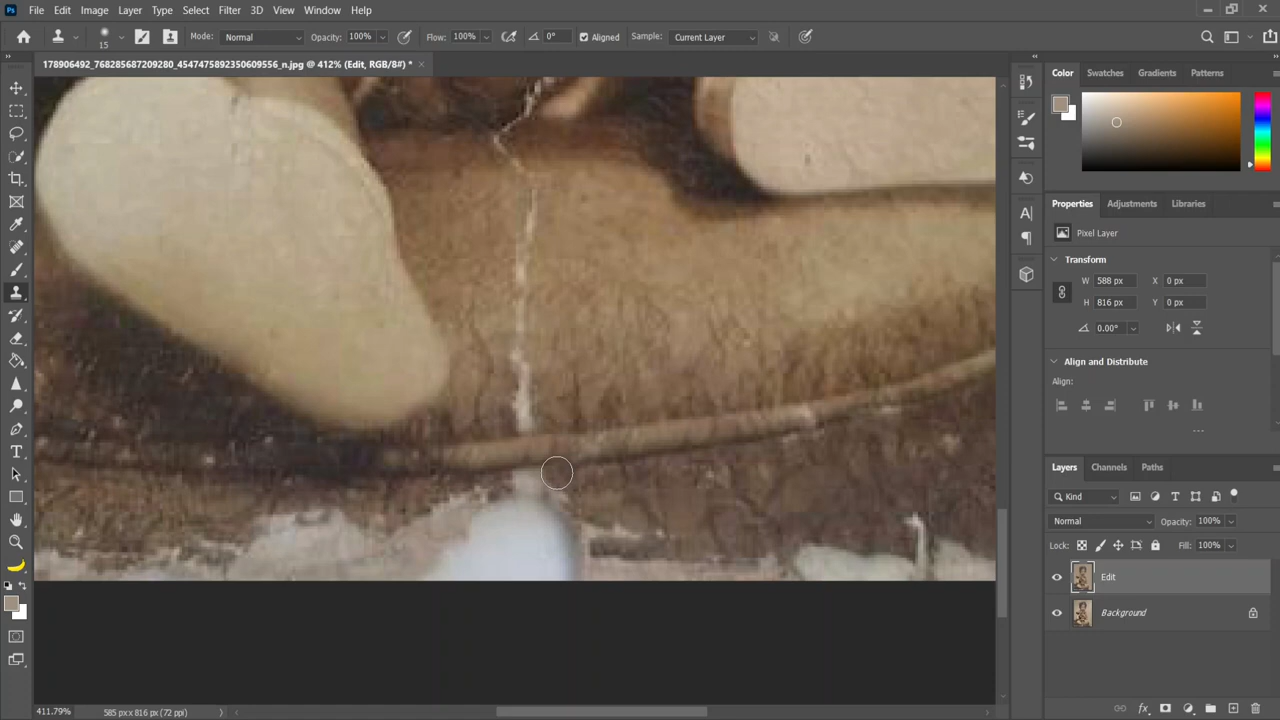 Ps File Edit Image Layer Type Select Filter 3D View Window Help
15 Mode: Normal Opacity: 100% Flow: 100% 0° Aligned Sample: Current Layer
178906492_768285687209280_4547475892350609556_n.jpg @ 412% (Edit, RGB/8#) *
Color Swatches Gradients Patterns
Properties Adjustments Libraries
Pixel Layer
Transform
W 588 px X 0 px
H 816 px Y 0 px
0.00°
Align and Distribute
Align:
Layers Channels Paths
Kind
Normal Opacity: 100%
Lock: Fill: 100%
Edit
Background
411.79% 585 px x 816 px (72 ppi)